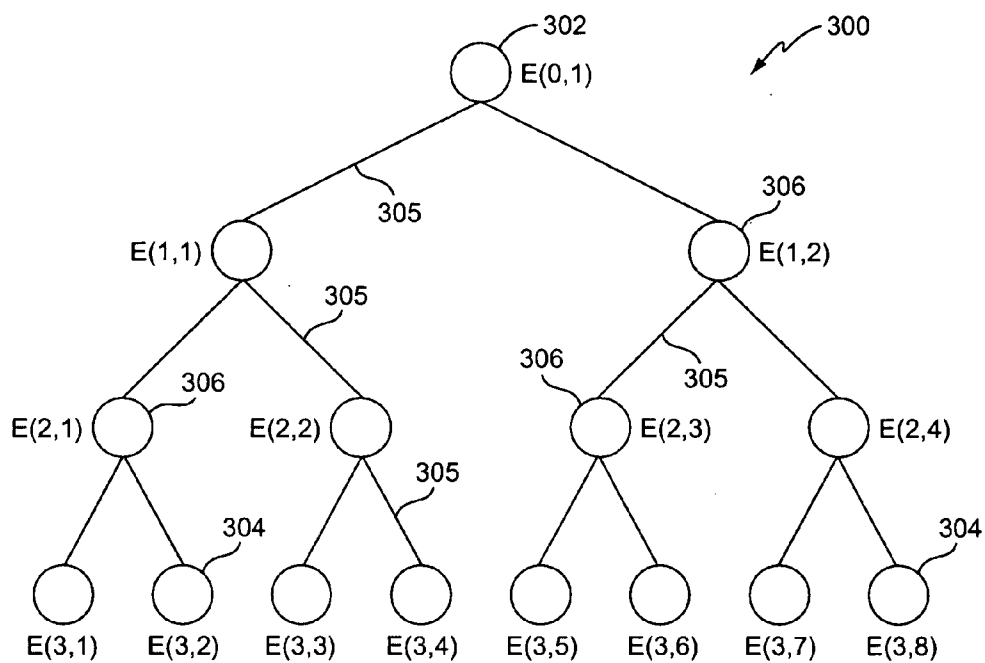 302
300
E(0,1)
305
306
E(1,1)
E(1,2)
305
306
305
306
E(2,1)
E(2,2)
E(2,3)
E(2,4)
305
304
304
E(3,1)
E(3,2)
E(3,3)
E(3,4)
E(3,5)
E(3,6)
E(3,7)
E(3,8)